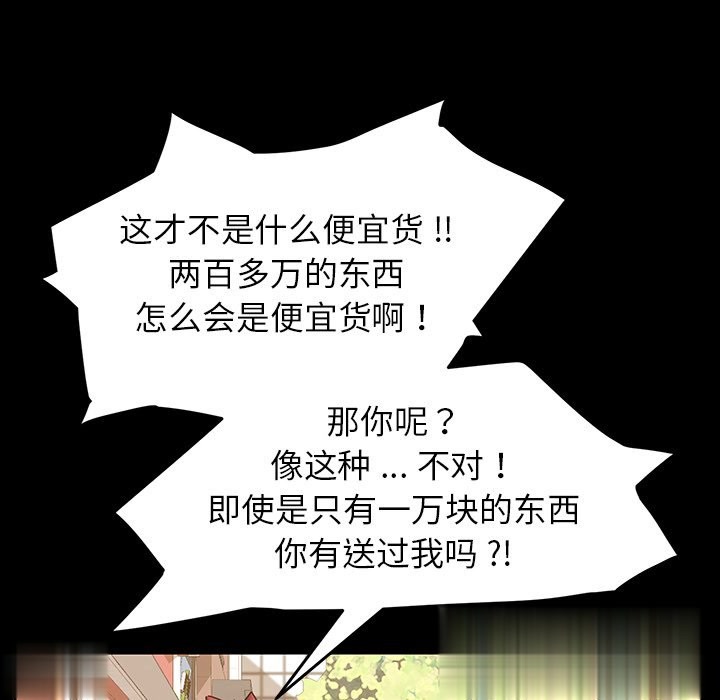 这才不是什么便宜货!!
两百多万的东西
怎么会是便宜货啊！
那你呢？
像这种...不对！
即使是只有一万块的东西
你有送过我吗?!